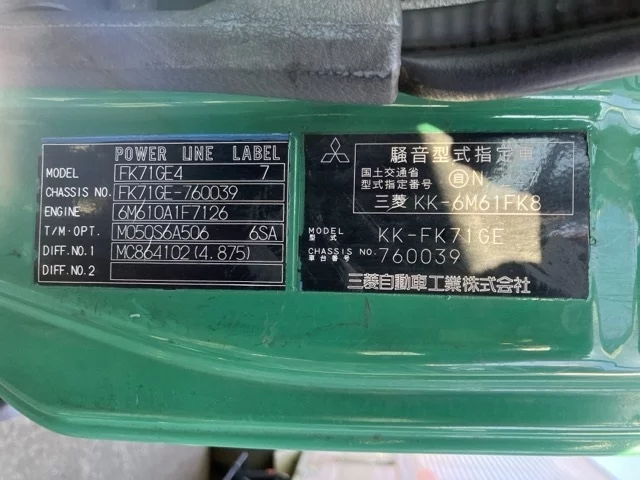 POWER LINE LABEL
MODEL FK71GE4 7
CHASSIS NO. FK71GE-760039
ENGINE 6M610A1F7126
T/M·OPT. M050S6A506 6SA
DIFF.NO.1 MC864102(4.875)
DIFF.NO.2
騒音型式指定車
国土交通省
型式指定番号 自N
三菱 KK-6M61FK8
MODEL
型式 KK-FK71GE
CHASSIS NO.
車台番号 760039
三菱自動車工業株式会社